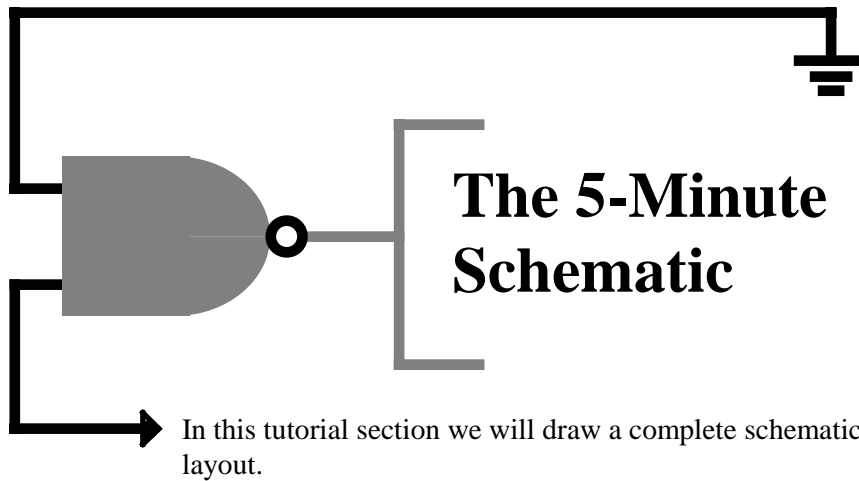 The 5-Minute
Schematic
In this tutorial section we will draw a complete schematic
layout.